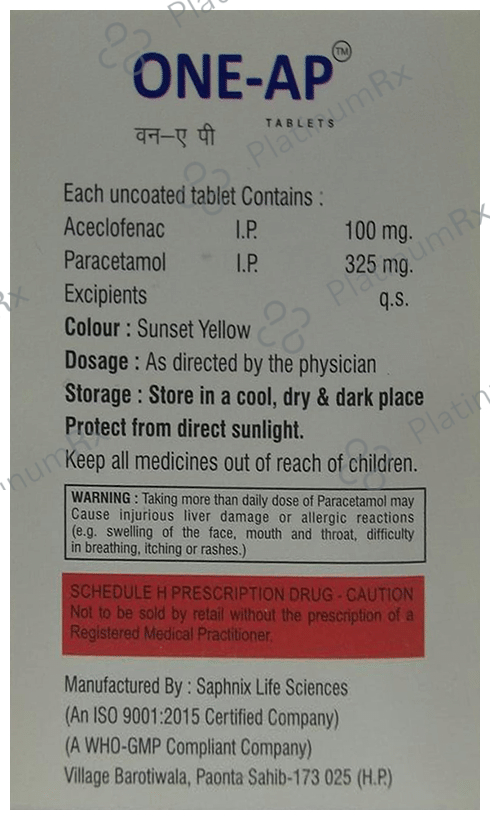 ONE-AP™
TABLETS
वन-ए पी
Each uncoated tablet Contains :
Aceclofenac I.P. 100 mg.
Paracetamol I.P. 325 mg.
Excipients q.s.
Colour : Sunset Yellow
Dosage : As directed by the physician
Storage : Store in a cool, dry & dark place
Protect from direct sunlight.
Keep all medicines out of reach of children.
WARNING : Taking more than daily dose of Paracetamol may
Cause injurious liver damage or allergic reactions
(e.g. swelling of the face, mouth and throat, difficulty
in breathing, itching or rashes.)
SCHEDULE H PRESCRIPTION DRUG - CAUTION
Not to be sold by retail without the prescription of a
Registered Medical Practitioner.
Manufactured By : Saphnix Life Sciences
(An ISO 9001:2015 Certified Company)
(A WHO-GMP Compliant Company)
Village Barotiwala, Paonta Sahib-173 025 (H.P.)
PlatinumRx
PlatinumRx